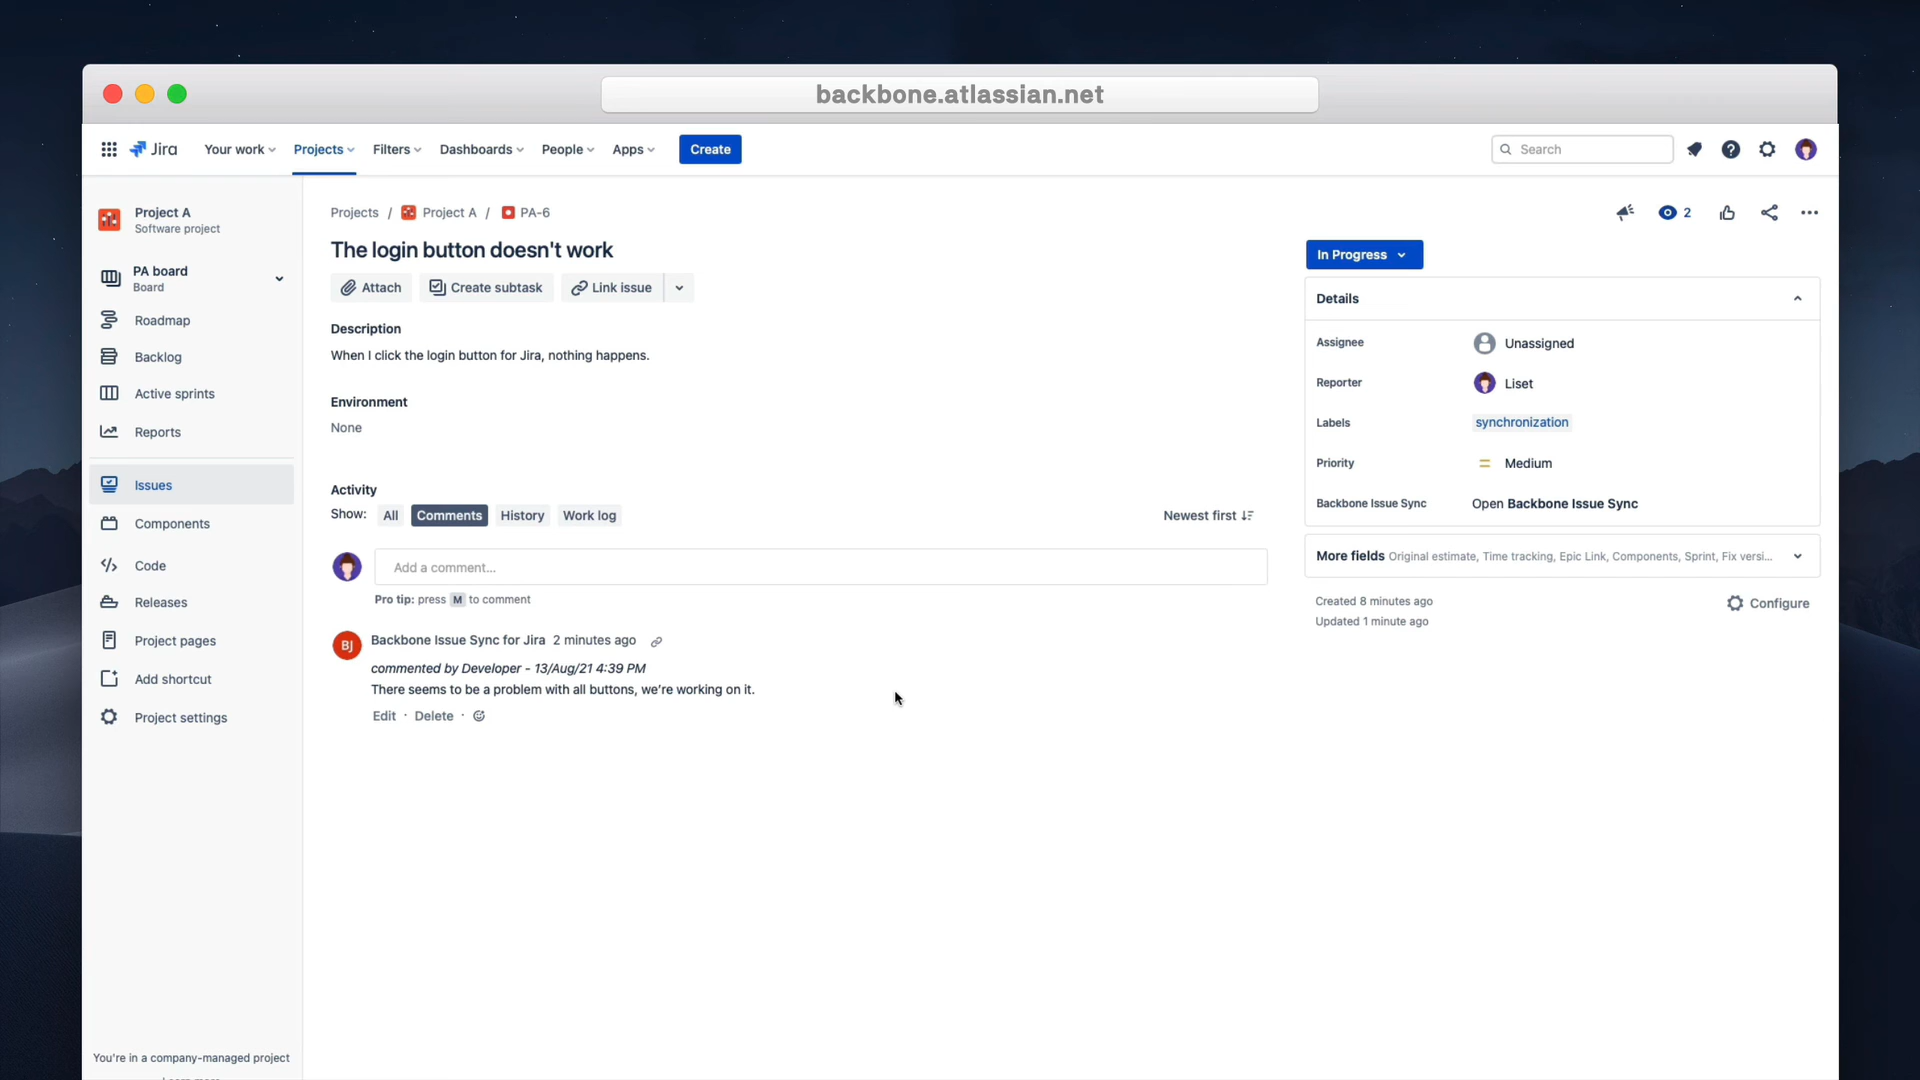 backbone.atlassian.net
Jira
Your work
Projects
Filters
Dashboards
People
Apps
Create
Search
Project A
Software project
PA board
Board
Roadmap
Backlog
Active sprints
Reports
Issues
Components
Code
Releases
Project pages
Add shortcut
Project settings
You're in a company-managed project
Projects / Project A / PA-6
2
The login button doesn't work
Attach
Create subtask
Link issue
Description
When I click the login button for Jira, nothing happens.
Environment
None
Activity
Show: All Comments History Work log
Newest first
Add a comment...
Pro tip: press M to comment
BJ
Backbone Issue Sync for Jira 2 minutes ago
commented by Developer - 13/Aug/21 4:39 PM
There seems to be a problem with all buttons, we're working on it.
Edit · Delete ·
In Progress
Details
Assignee
Unassigned
Reporter
Liset
Labels
synchronization
Priority
Medium
Backbone Issue Sync
Open Backbone Issue Sync
More fields Original estimate, Time tracking, Epic Link, Components, Sprint, Fix versi...
Created 8 minutes ago
Updated 1 minute ago
Configure